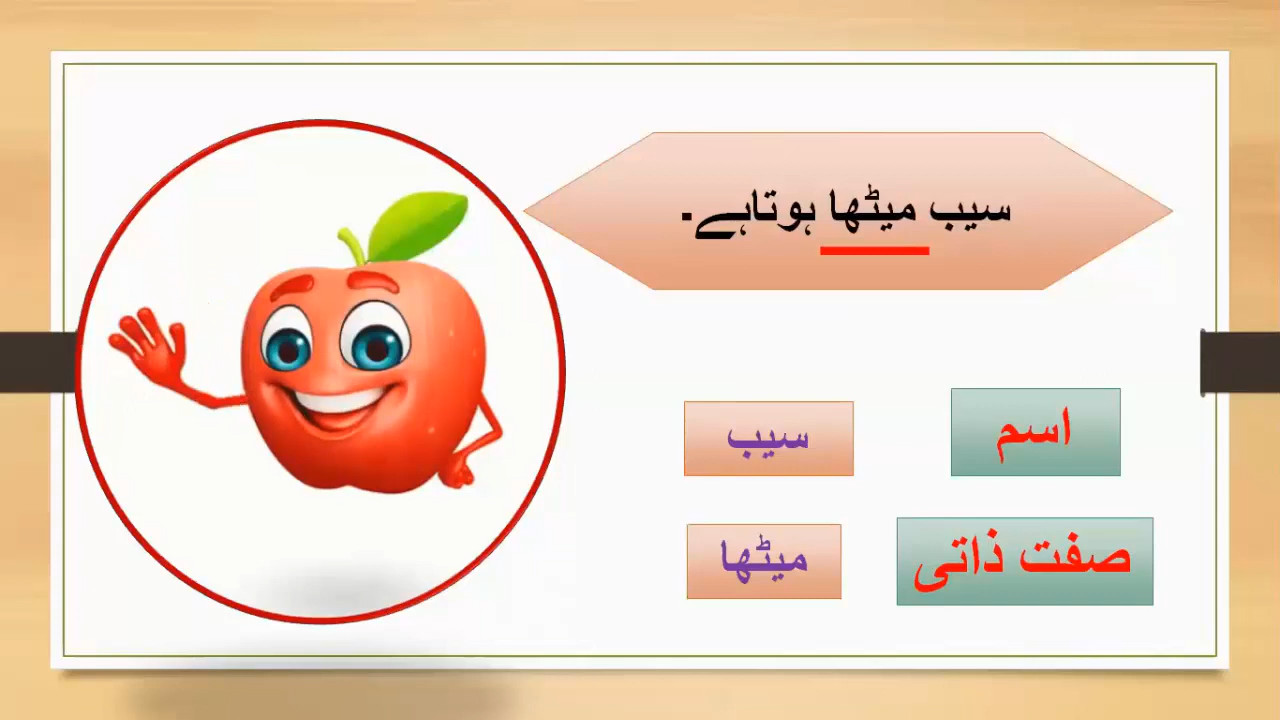 سیب میٹھا ہوتاہے۔
اسم
سیب
صفت ذاتی
میٹھا